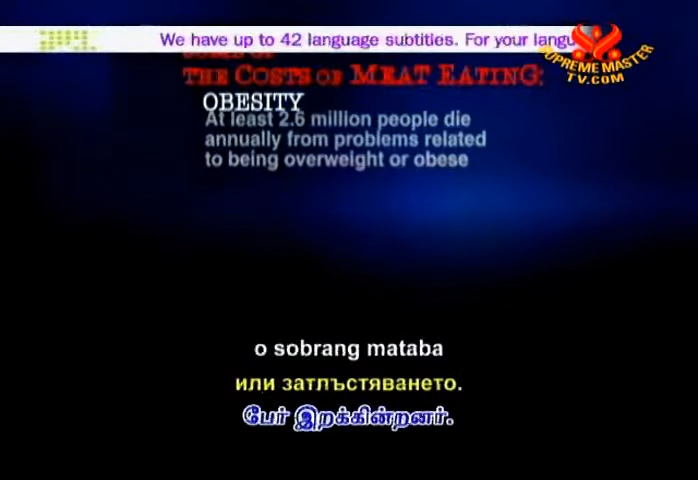 We have up to 42 language subtitles. For your langu
SUPREME MASTER
TV.COM
SOME OF
THE COSTS OF MEAT EATING:
OBESITY
At least 2.6 million people die
annually from problems related
to being overweight or obese
o sobrang mataba
или затлъстяването.
பேர் இறக்கின்றனர்.